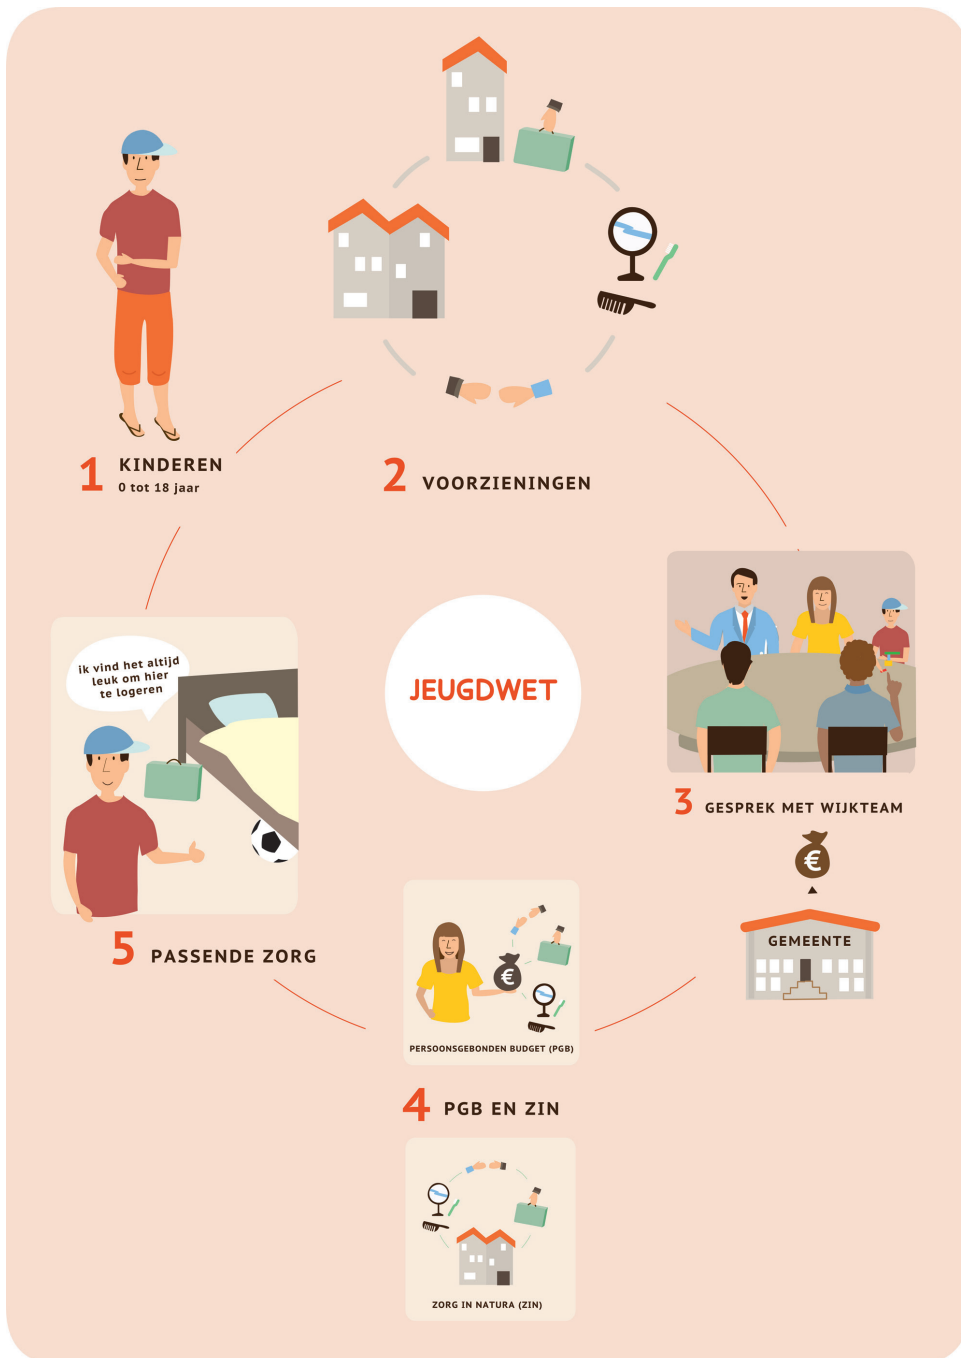 1 KINDEREN
0 tot 18 jaar
2 VOORZIENINGEN
JEUGDWET
3 GESPREK MET WIJKTEAM
€
GEMEENTE
€
PERSOONSGEBONDEN BUDGET (PGB)
4 PGB EN ZIN
ZORG IN NATURA (ZIN)
ik vind het altijd
leuk om hier
te logeren
5 PASSENDE ZORG